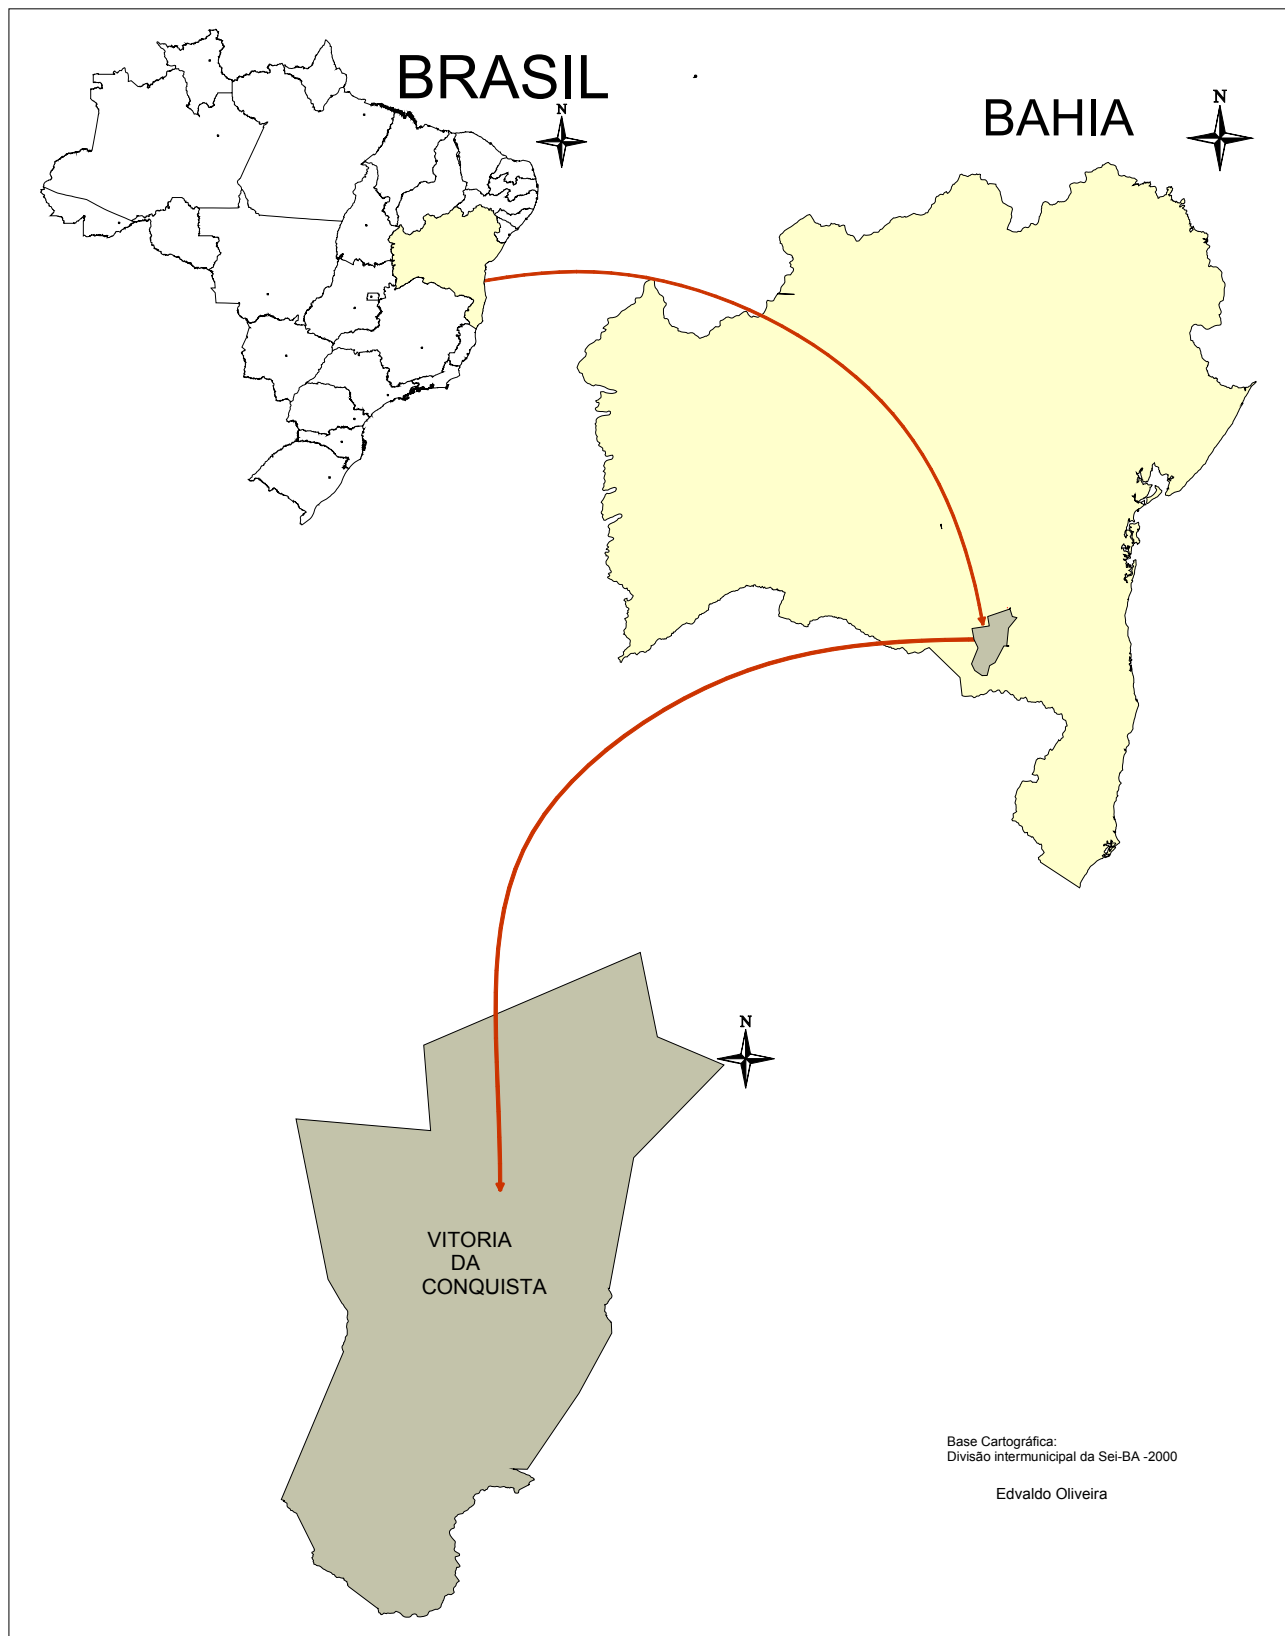 BRASIL
N
BAHIA
N
N
VITORIA
DA
CONQUISTA
Base Cartográfica:
Divisão intermunicipal da Sei-BA -2000
Edvaldo Oliveira